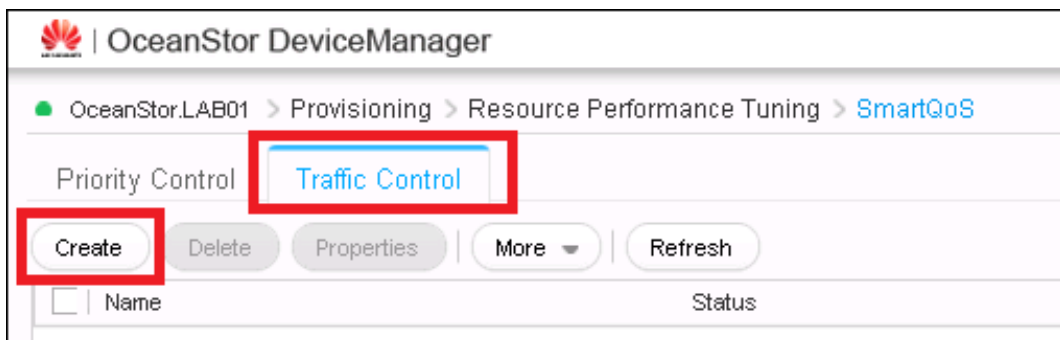 OceanStor DeviceManager
OceanStor.LAB01 > Provisioning > Resource Performance Tuning > SmartQoS
Priority Control Traffic Control
Create Delete Properties More Refresh
Name Status